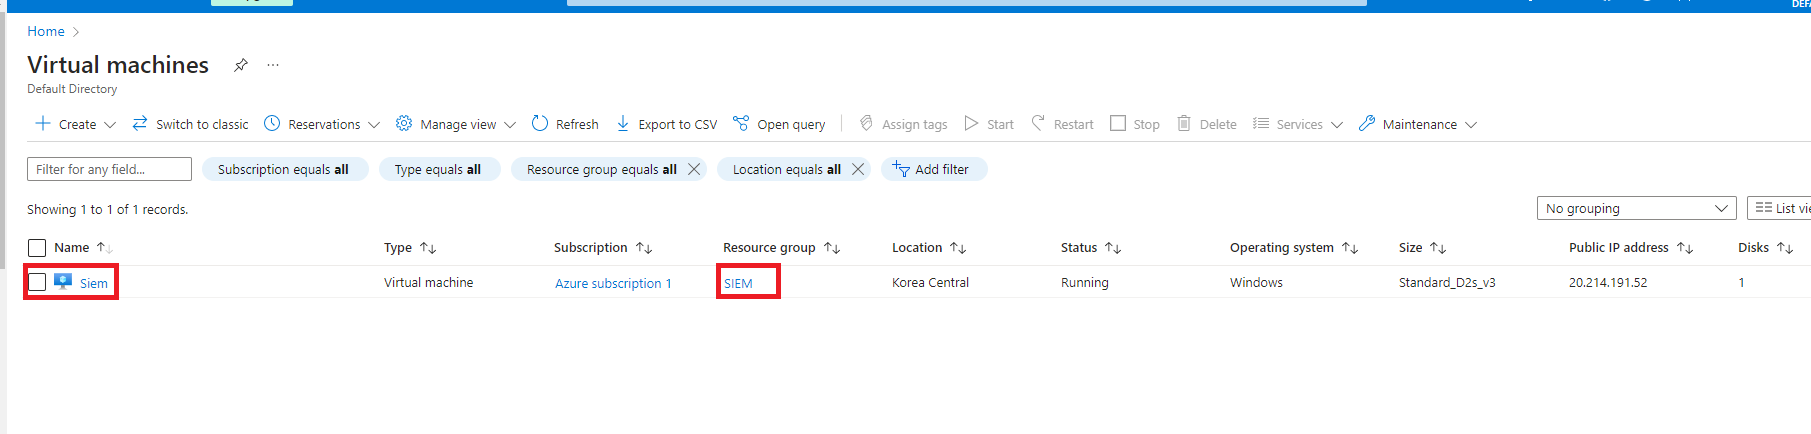 Home
Virtual machines
Default Directory
Create Switch to classic Reservations Manage view Refresh Export to CSV Open query Assign tags Start Restart Stop Delete Services Maintenance
Filter for any field... Subscription equals all Type equals all Resource group equals all Location equals all Add filter
Showing 1 to 1 of 1 records.
No grouping List
Name Type Subscription Resource group Location Status Operating system Size Public IP address Disks
Siem Virtual machine Azure subscription 1 SIEM Korea Central Running Windows Standard_D2s_v3 20.214.191.52 1